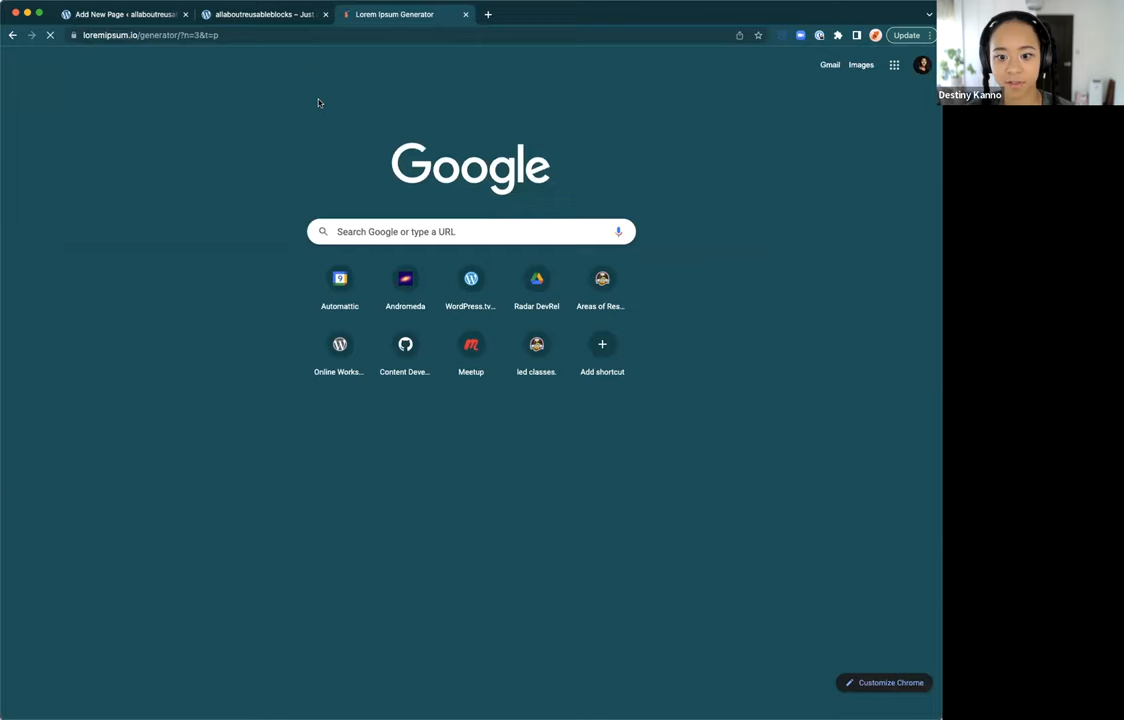 Add New Page ‹ allaboutreusa
allaboutreusableblocks – Just
Lorem Ipsum Generator
loremipsum.io/generator/?n=3&t=p
Update
Gmail
Images
Destiny Kanno
Google
Search Google or type a URL
9
Automattic
Andromeda
WordPress.tv...
Radar DevRel
Areas of Res...
Online Works...
Content Deve...
Meetup
led classes.
Add shortcut
Customize Chrome